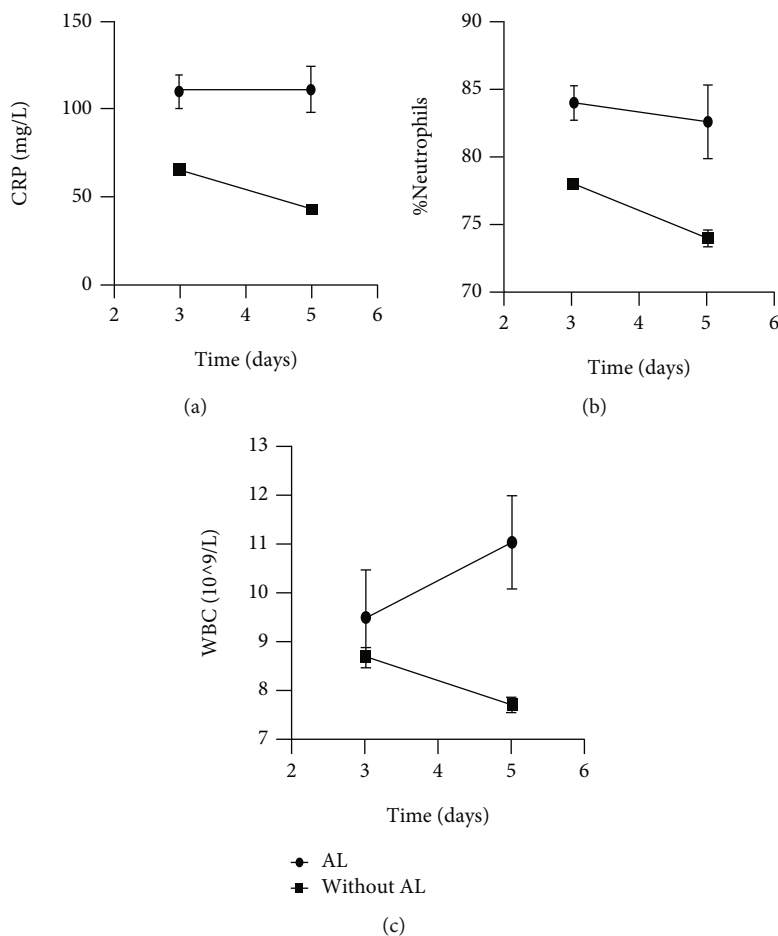 150
100
50
0
CRP (mg/L)
2
3
4
5
6
Time (days)
(a)
90
85
80
75
70
%Neutrophils
2
3
4
5
6
Time (days)
(b)
13
12
11
10
9
8
7
WBC (10^9/L)
2
3
4
5
6
Time (days)
AL
Without AL
(c)